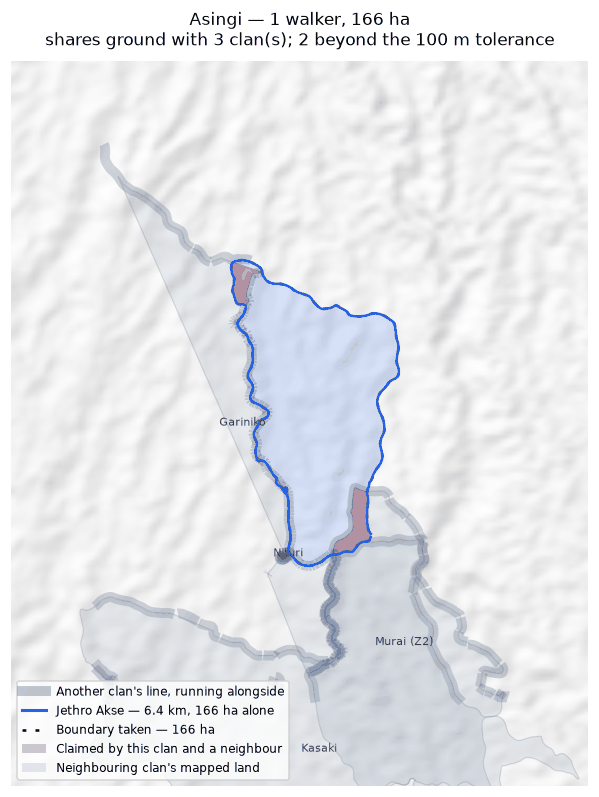 Asingi — 1 walker, 166 ha
shares ground with 3 clan(s); 2 beyond the 100 m tolerance
Gariniko
Murai (Z2)
Kasaki
Another clan's line, running alongside
Jethro Akse — 6.4 km, 166 ha alone
Boundary taken — 166 ha
Claimed by this clan and a neighbour
Neighbouring clan's mapped land